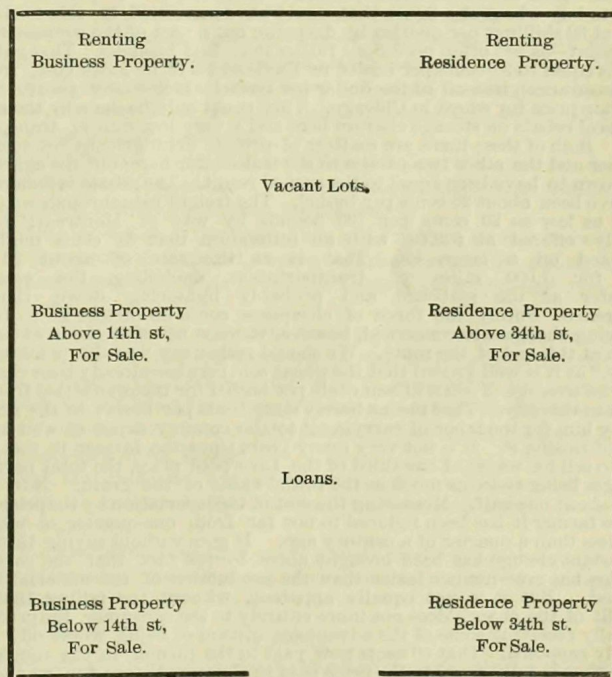 Renting
Business Property.
Renting
Residence Property.
Vacant Lots.
Business Property
Above 14th st,
For Sale.
Residence Property
Above 34th st,
For Sale.
Loans.
Business Property
Below 14th st,
For Sale.
Residence Property
Below 34th st.
For Sale.